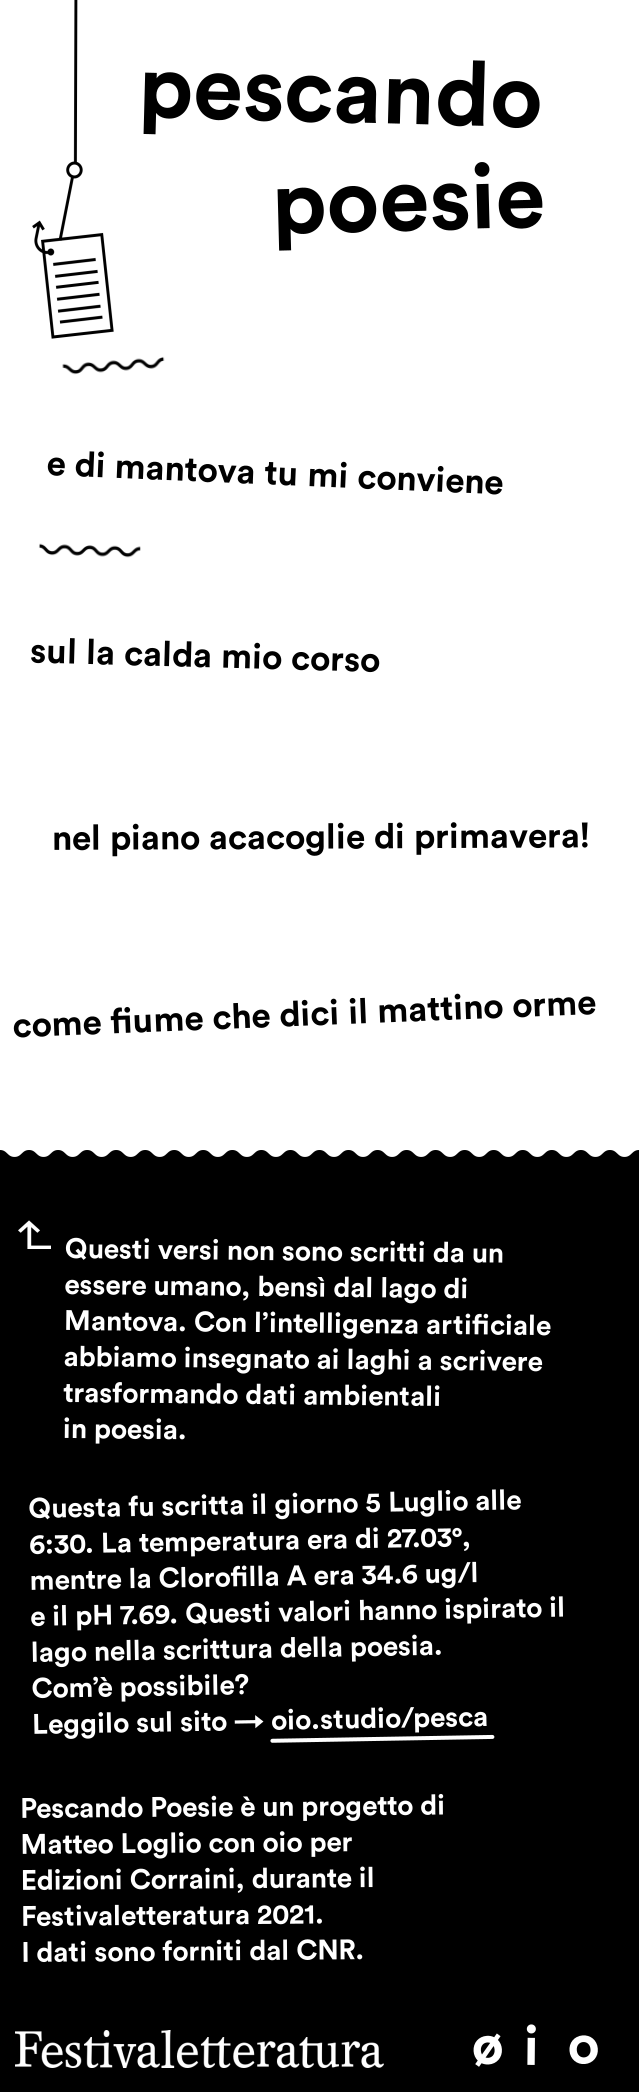 pescando
poesie
e di mantova tu mi conviene
sul la calda mio corso
nel piano acacoglie di primavera!
come fiume che dici il mattino orme
Questi versi non sono scritti da un
essere umano, bensì dal lago di
Mantova. Con l'intelligenza artificiale
abbiamo insegnato ai laghi a scrivere
trasformando dati ambientali
in poesia.
Questa fu scritta il giorno 5 Luglio alle
6:30. La temperatura era di 27.03°,
mentre la Clorofilla A era 34.6 ug/l
e il pH 7.69. Questi valori hanno ispirato il
lago nella scrittura della poesia.
Com'è possibile?
Leggilo sul sito → oio.studio/pesca
Pescando Poesie è un progetto di
Matteo Loglio con oio per
Edizioni Corraini, durante il
Festivaletteratura 2021.
I dati sono forniti dal CNR.
Festivaletteratura ø i o